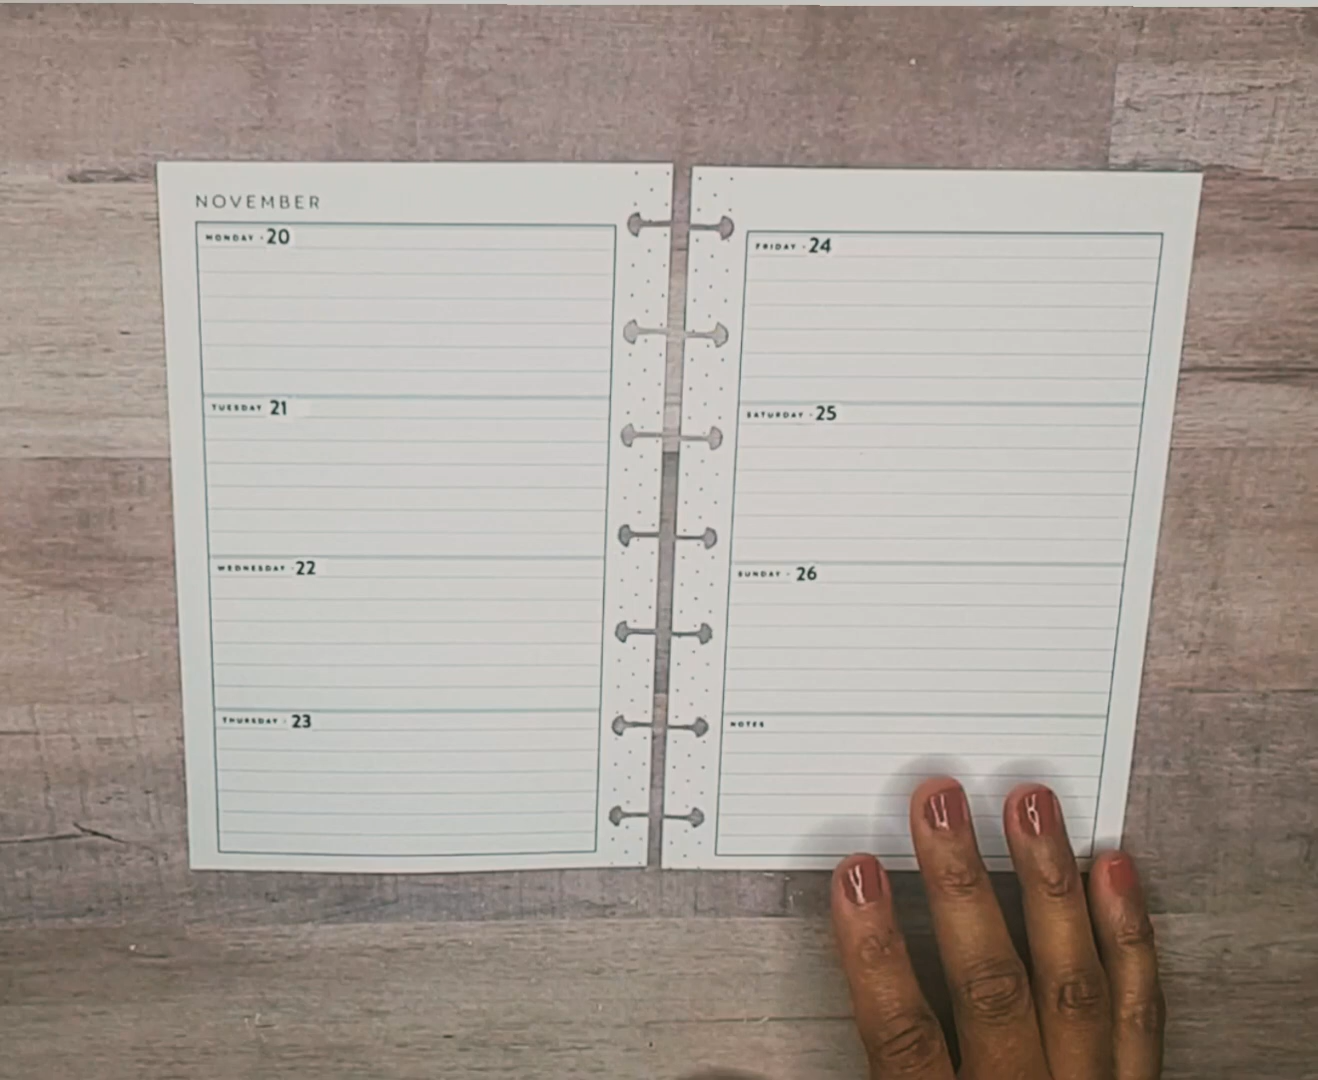 NOVEMBER
MONDAY · 20
TUESDAY 21
WEDNESDAY · 22
THURSDAY · 23
FRIDAY · 24
SATURDAY · 25
SUNDAY · 26
NOTES